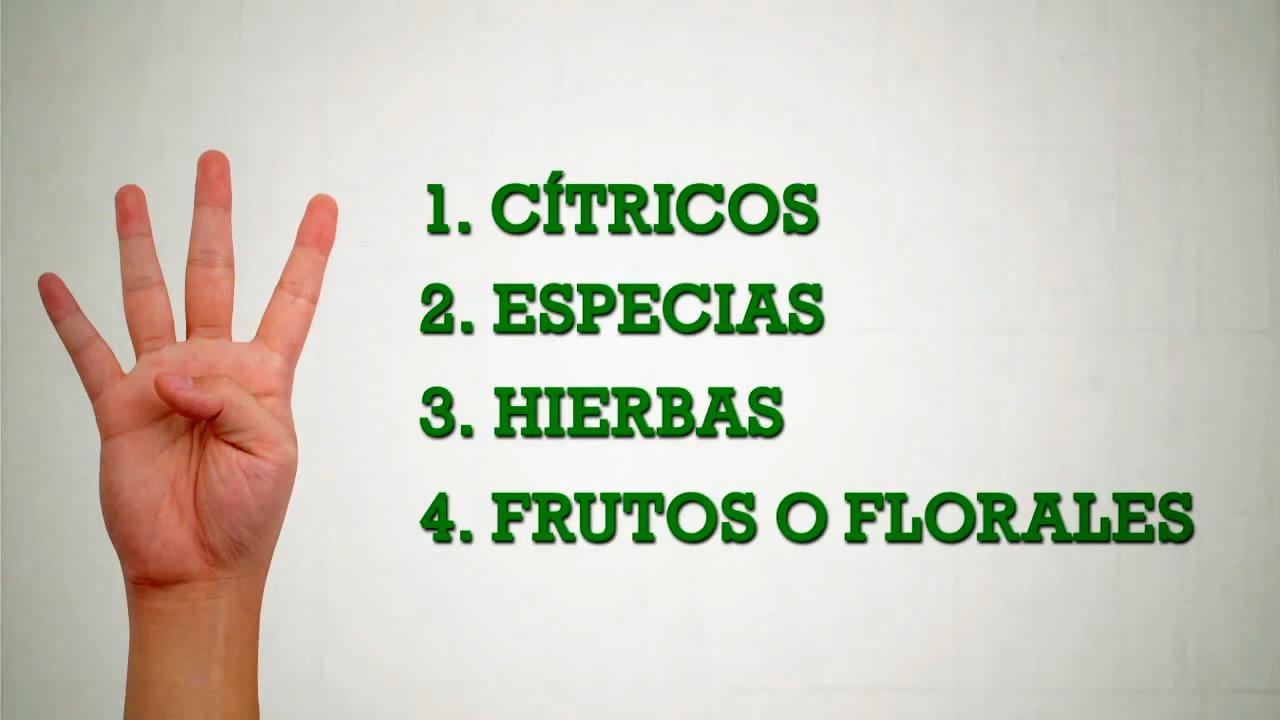 1. CÍTRICOS
2. ESPECIAS
3. HIERBAS
4. FRUTOS O FLORALES